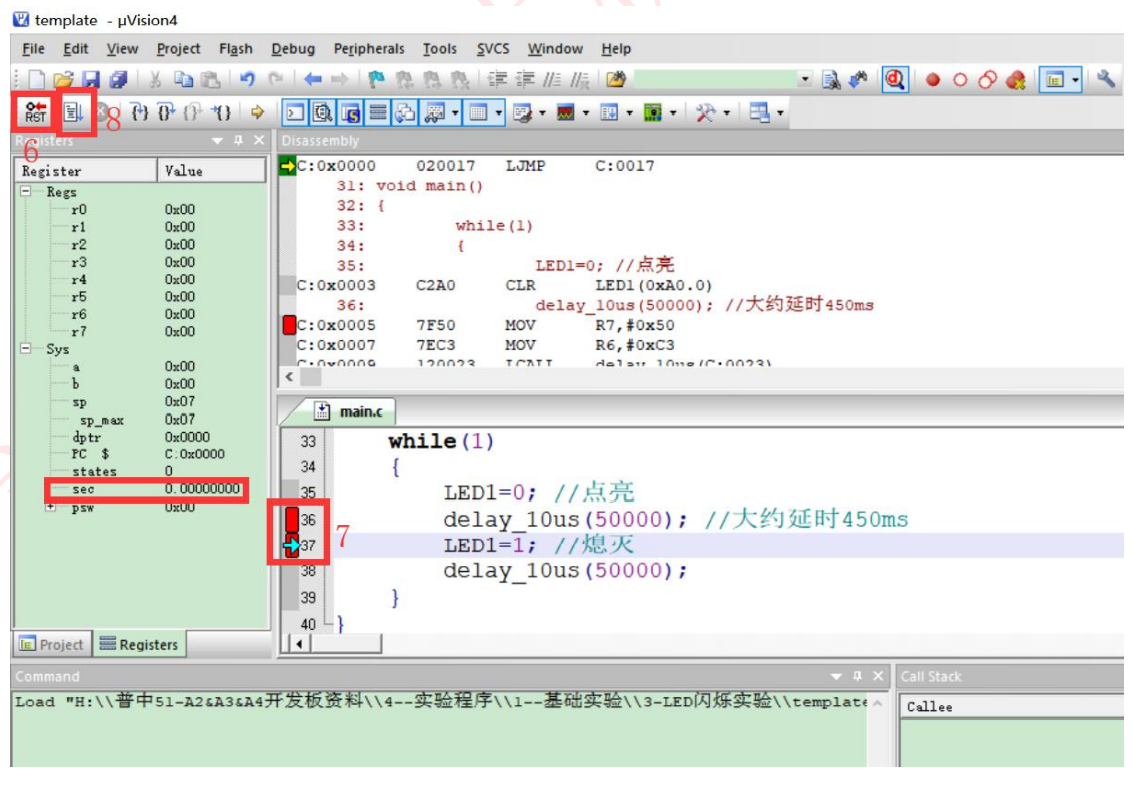 template - μVision4
File Edit View Project Flash Debug Peripherals Tools SVCS Window Help
RST
8
6
Registers
Register Value
Regs
r0 0x00
r1 0x00
r2 0x00
r3 0x00
r4 0x00
r5 0x00
r6 0x00
r7 0x00
Sys
a 0x00
b 0x00
sp 0x07
sp_max 0x07
dptr 0x0000
PC $ C:0x0000
states 0
sec 0.00000000
psw 0x00
Project Registers
Disassembly
C:0x0000 020017 LJMP C:0017
31: void main()
32: {
33: while(1)
34: {
35: LED1=0; //点亮
C:0x0003 C2A0 CLR LED1(0xA0.0)
36: delay_10us(50000); //大约延时450ms
C:0x0005 7F50 MOV R7,#0x50
C:0x0007 7EC3 MOV R6,#0xC3
C:0x0009 120023 LCALL delay_10us(C:0023)
main.c
33 while(1)
34 {
35 LED1=0; //点亮
36 delay_10us(50000); //大约延时450ms
37 LED1=1; //熄灭
38 delay_10us(50000);
39 }
40 }
7
Command
Load "H:\\普中51-A2&A3&A4开发板资料\\4--实验程序\\1--基础实验\\3-LED闪烁实验\\template
Call Stack
Callee